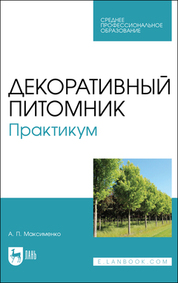 СРЕДНЕЕ
ПРОФЕССИОНАЛЬНОЕ
ОБРАЗОВАНИЕ
ДЕКОРАТИВНЫЙ
ПИТОМНИК
Практикум
А. П. Максименко
ЛАНЬ
E.LANBOOK.COM